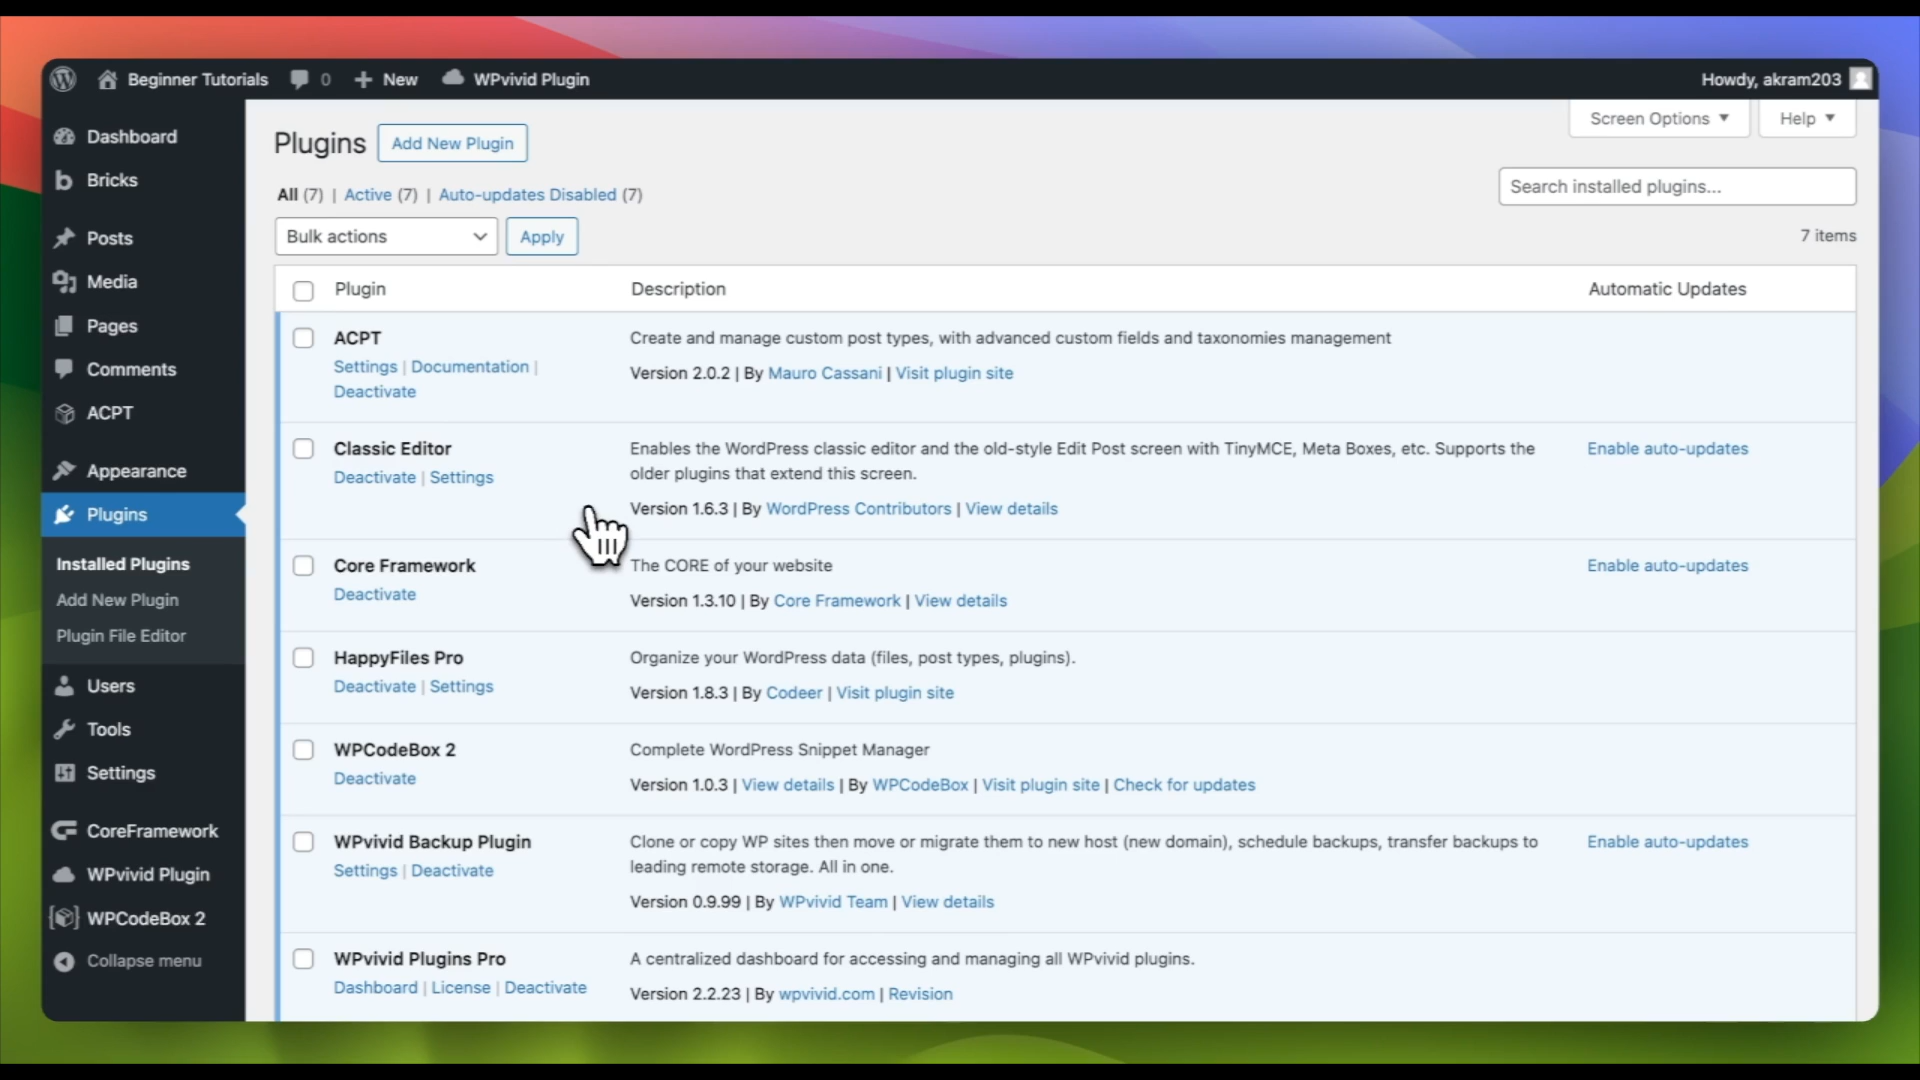 Beginner Tutorials 0 New WPvivid Plugin Howdy, akram203
Dashboard
Bricks
Posts
Media
Pages
Comments
ACPT
Appearance
Plugins
Installed Plugins
Add New Plugin
Plugin File Editor
Users
Tools
Settings
CoreFramework
WPvivid Plugin
WPCodeBox 2
Collapse menu
Screen Options Help
Plugins Add New Plugin
All (7) | Active (7) | Auto-updates Disabled (7)
Search installed plugins...
Bulk actions Apply
7 items
Plugin Description Automatic Updates
ACPT
Settings | Documentation |
Deactivate
Create and manage custom post types, with advanced custom fields and taxonomies management
Version 2.0.2 | By Mauro Cassani | Visit plugin site
Classic Editor
Deactivate | Settings
Enables the WordPress classic editor and the old-style Edit Post screen with TinyMCE, Meta Boxes, etc. Supports the
older plugins that extend this screen.
Version 1.6.3 | By WordPress Contributors | View details
Enable auto-updates
Core Framework
Deactivate
The CORE of your website
Version 1.3.10 | By Core Framework | View details
Enable auto-updates
HappyFiles Pro
Deactivate | Settings
Organize your WordPress data (files, post types, plugins).
Version 1.8.3 | By Codeer | Visit plugin site
WPCodeBox 2
Deactivate
Complete WordPress Snippet Manager
Version 1.0.3 | View details | By WPCodeBox | Visit plugin site | Check for updates
WPvivid Backup Plugin
Settings | Deactivate
Clone or copy WP sites then move or migrate them to new host (new domain), schedule backups, transfer backups to
leading remote storage. All in one.
Version 0.9.99 | By WPvivid Team | View details
Enable auto-updates
WPvivid Plugins Pro
Dashboard | License | Deactivate
A centralized dashboard for accessing and managing all WPvivid plugins.
Version 2.2.23 | By wpvivid.com | Revision